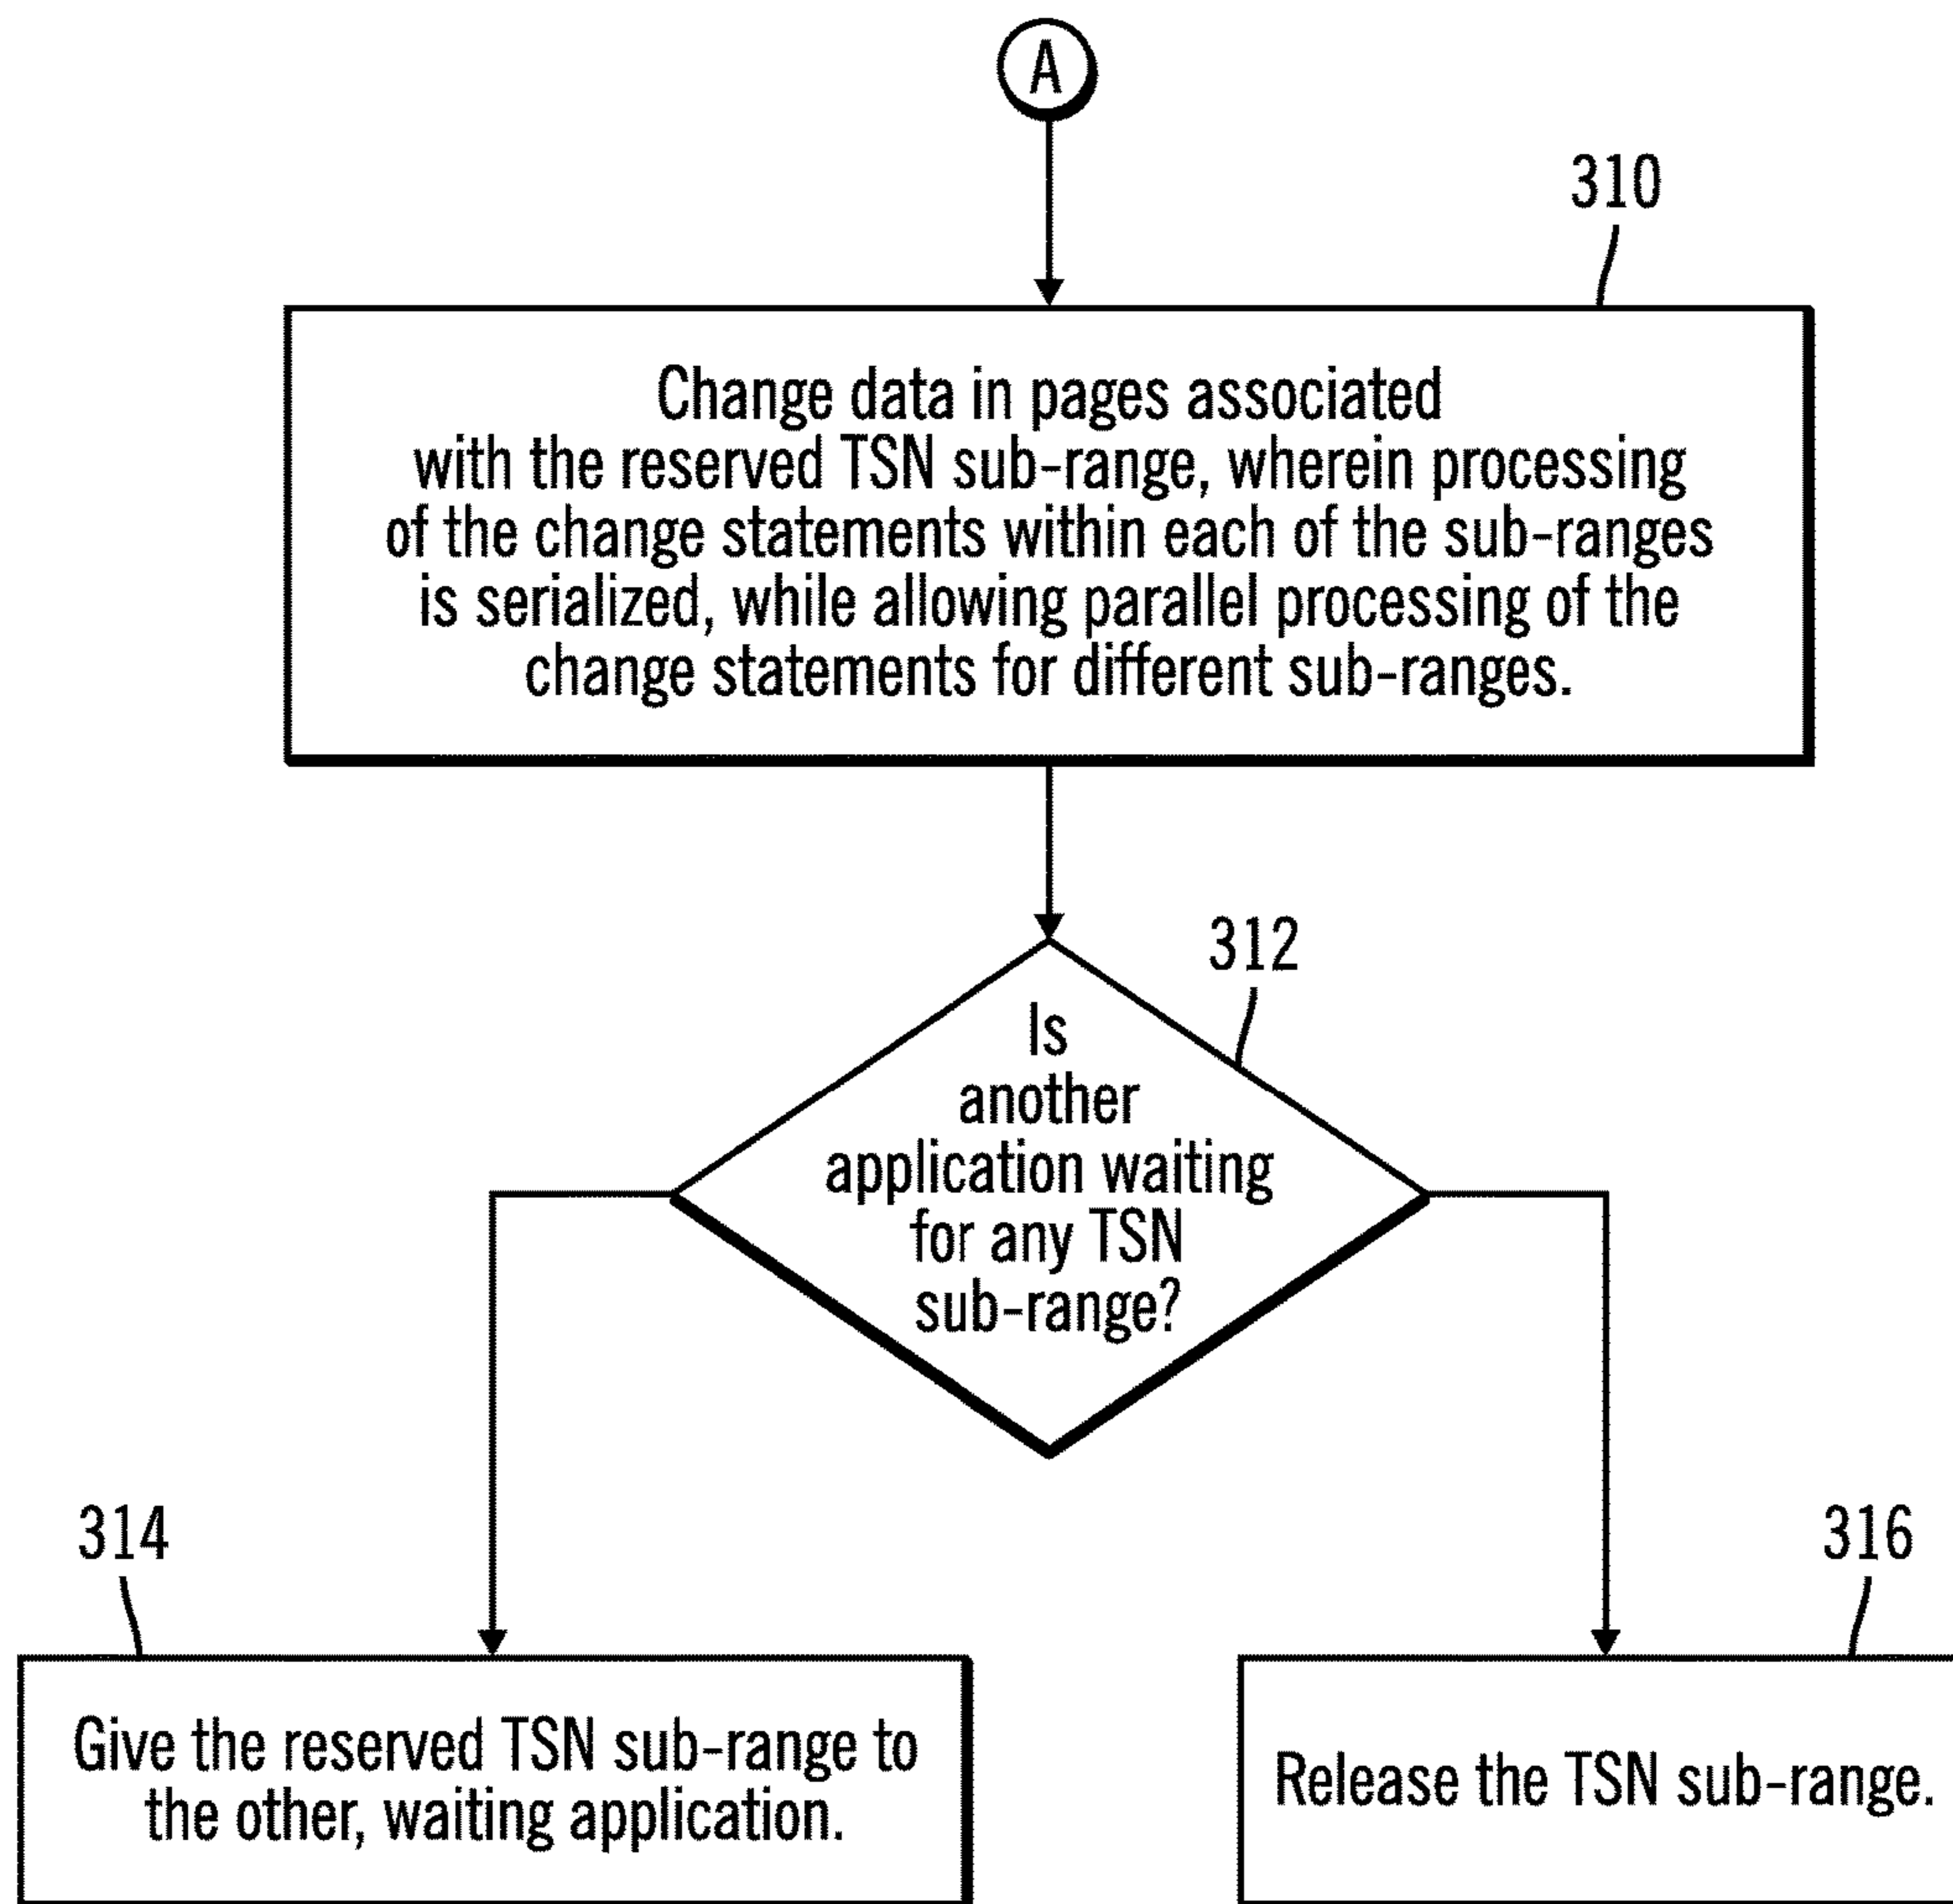 A
310
Change data in pages associated
with the reserved TSN sub-range, wherein processing
of the change statements within each of the sub-ranges
is serialized, while allowing parallel processing of the
change statements for different sub-ranges.
312
Is
another
application waiting
for any TSN
sub-range?
314
Give the reserved TSN sub-range to
the other, waiting application.
316
Release the TSN sub-range.